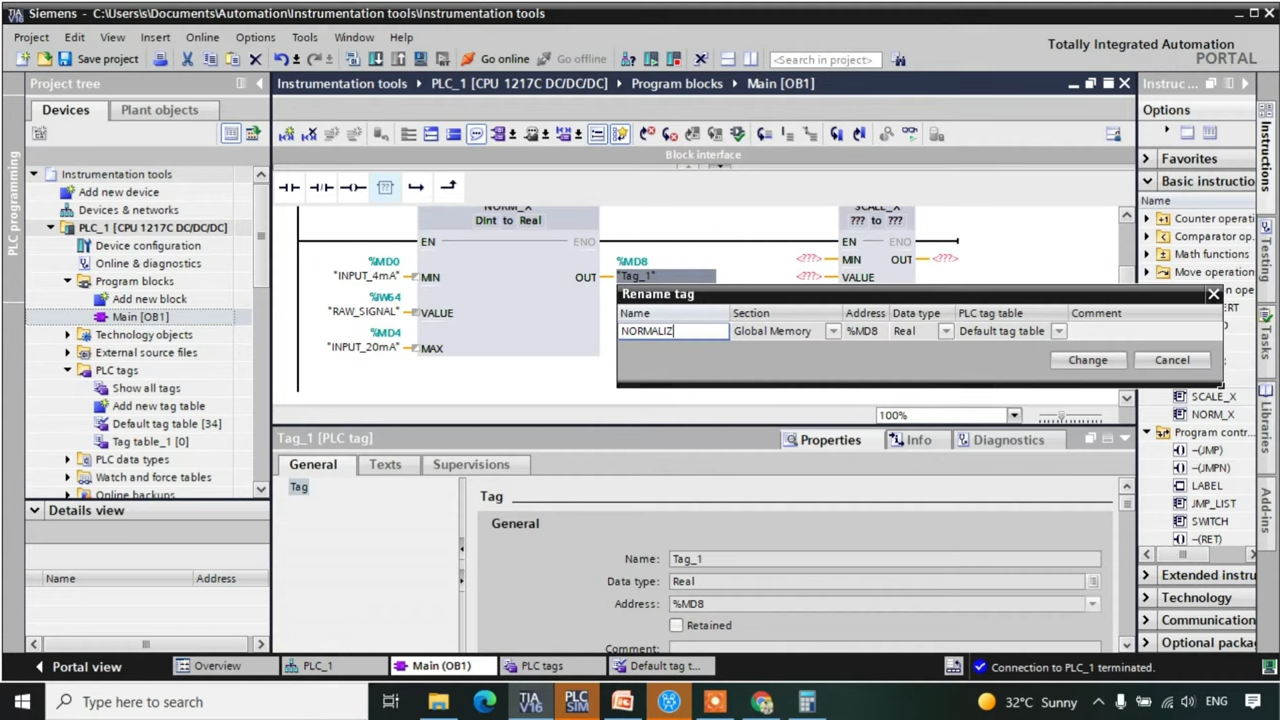 Siemens - C:\Users\s\Documents\Automation\Instrumentation tools\Instrumentation tools
Project Edit View Insert Online Options Tools Window Help
Totally Integrated Automation
PORTAL
Save project
Go online
Go offline
<Search in project>
Project tree
Instrumentation tools
PLC_1 [CPU 1217C DC/DC/DC]
Program blocks
Main [OB1]
Instruc...
Devices
Plant objects
Options
PLC programming
Block interface
Instrumentation tools
Add new device
Devices & networks
PLC_1 [CPU 1217C DC/DC/DC]
Device configuration
Online & diagnostics
Program blocks
Add new block
Main [OB1]
Technology objects
External source files
PLC tags
Show all tags
Add new tag table
Default tag table [34]
Tag table_1 [0]
PLC data types
Watch and force tables
Online backups
Details view
Name
Address
NORM_X
Dint to Real
EN
ENO
%MD0
"INPUT_4mA"
MIN
%IW64
"RAW_SIGNAL"
VALUE
%MD4
"INPUT_20mA"
MAX
OUT
%MD8
"Tag_1"
SCALE_X
??? to ???
EN
ENO
<???>
MIN
OUT
<???>
<???>
VALUE
Rename tag
Name Section Address Data type PLC tag table Comment
NORMALIZ Global Memory %MD8 Real Default tag table
Change
Cancel
100%
Tag_1 [PLC tag]
Properties
Info
Diagnostics
General
Texts
Supervisions
Tag
Tag
General
Name: Tag_1
Data type: Real
Address: %MD8
Retained
Comment:
Favorites
Basic instructio
Name
Counter operati
Comparator op.
Math functions
Move operation
SCALE_X
NORM_X
Program contr...
-(JMP)
-(JMPN)
LABEL
JMP_LIST
SWITCH
-(RET)
Extended instru
Technology
Communication
Optional packa
Instructions
Testing
Tasks
Libraries
Add-ins
Portal view
Overview
PLC_1
Main (OB1)
PLC tags
Default tag t...
Connection to PLC_1 terminated.
Type here to search
32°C Sunny
ENG